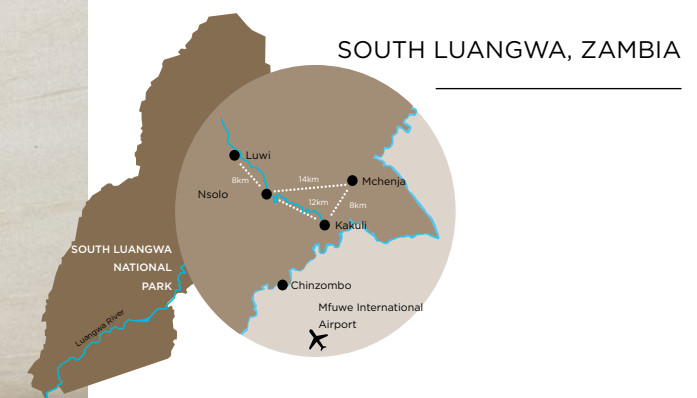 SOUTH LUANGWA, ZAMBIA
Luwi
8km
14km
Mchenja
Nsolo
12km
8km
Kakuli
SOUTH LUANGWA
NATIONAL
PARK
Chinzombo
Mfuwe International
Airport
Luangwa River